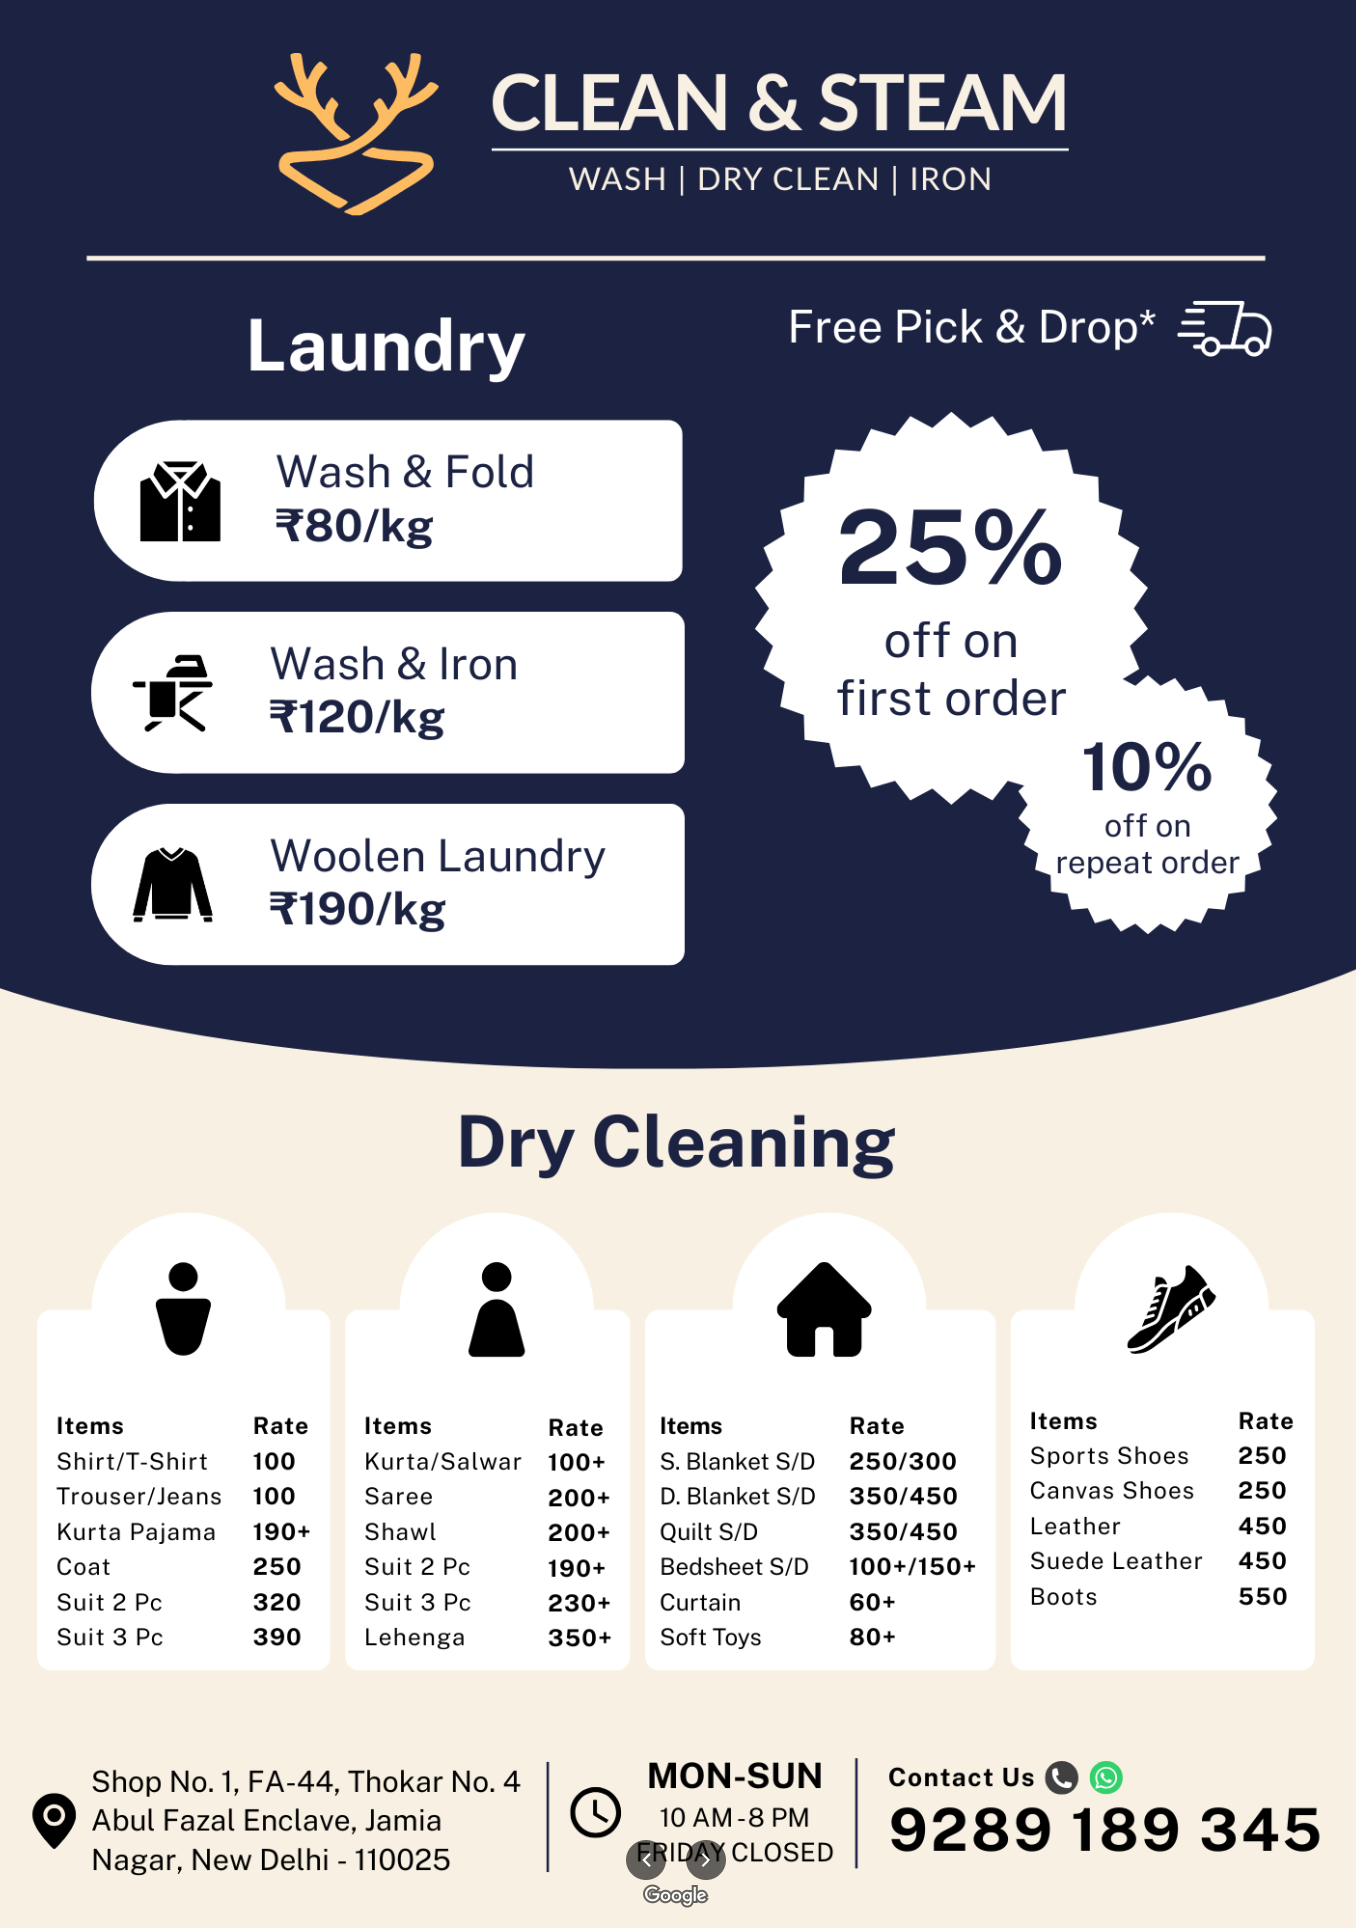 CLEAN & STEAM
WASH | DRY CLEAN | IRON
Laundry
Free Pick & Drop*
Wash & Fold
₹80/kg
Wash & Iron
₹120/kg
Woolen Laundry
₹190/kg
25%
off on
first order
10%
off on
repeat order
Dry Cleaning
Items Rate
Shirt/T-Shirt 100
Trouser/Jeans 100
Kurta Pajama 190+
Coat 250
Suit 2 Pc 320
Suit 3 Pc 390
Items Rate
Kurta/Salwar 100+
Saree 200+
Shawl 200+
Suit 2 Pc 190+
Suit 3 Pc 230+
Lehenga 350+
Items Rate
S. Blanket S/D 250/300
D. Blanket S/D 350/450
Quilt S/D 350/450
Bedsheet S/D 100+/150+
Curtain 60+
Soft Toys 80+
Items Rate
Sports Shoes 250
Canvas Shoes 250
Leather 450
Suede Leather 450
Boots 550
Shop No. 1, FA-44, Thokar No. 4
Abul Fazal Enclave, Jamia
Nagar, New Delhi - 110025
MON-SUN
10 AM-8 PM
FRIDAY CLOSED
Contact Us
9289 189 345
Google